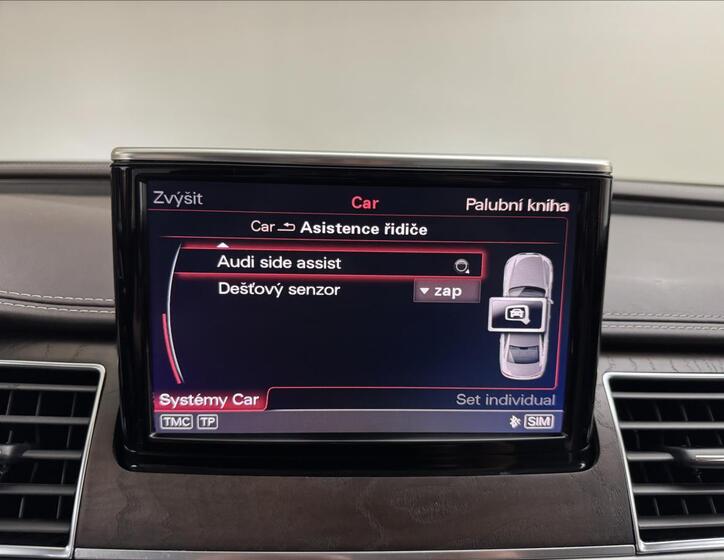 Zvýšit
Car
Palubní kniha
Car Asistence řidiče
Audi side assist
Dešťový senzor
zap
Systémy Car
Set individual
TMC TP
SIM